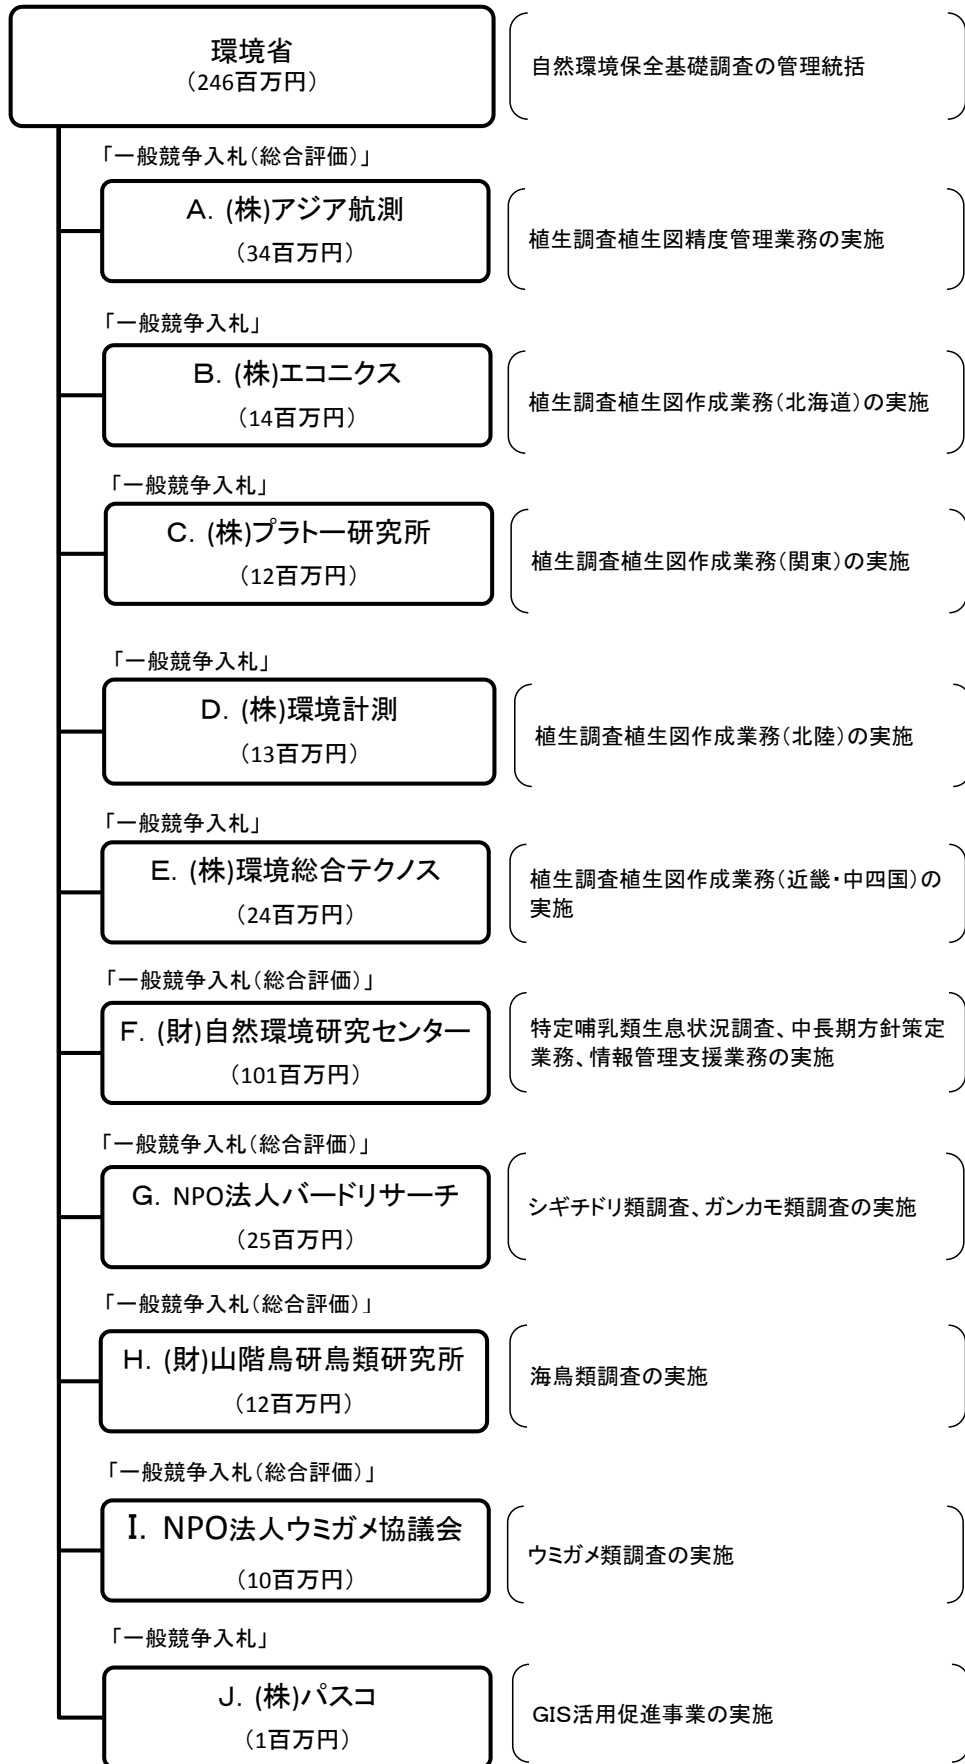 環境省
（246百万円）
自然環境保全基礎調査の管理統括
「一般競争入札（総合評価）」
A. (株)アジア航測
（34百万円）
植生調査植生図精度管理業務の実施
「一般競争入札」
B. (株)エコニクス
（14百万円）
植生調査植生図作成業務（北海道）の実施
「一般競争入札」
C. (株)プラトー研究所
（12百万円）
植生調査植生図作成業務（関東）の実施
「一般競争入札」
D. (株)環境計測
（13百万円）
植生調査植生図作成業務（北陸）の実施
「一般競争入札」
E. (株)環境総合テクノス
（24百万円）
植生調査植生図作成業務（近畿・中四国）の
実施
「一般競争入札（総合評価）」
F. (財)自然環境研究センター
（101百万円）
特定哺乳類生息状況調査、中長期方針策定
業務、情報管理支援業務の実施
「一般競争入札（総合評価）」
G. NPO法人バードリサーチ
（25百万円）
シギチドリ類調査、ガンカモ類調査の実施
「一般競争入札（総合評価）」
H. (財)山階鳥研鳥類研究所
（12百万円）
海鳥類調査の実施
「一般競争入札（総合評価）」
I. NPO法人ウミガメ協議会
（10百万円）
ウミガメ類調査の実施
「一般競争入札」
J. (株)パスコ
（1百万円）
GIS活用促進事業の実施